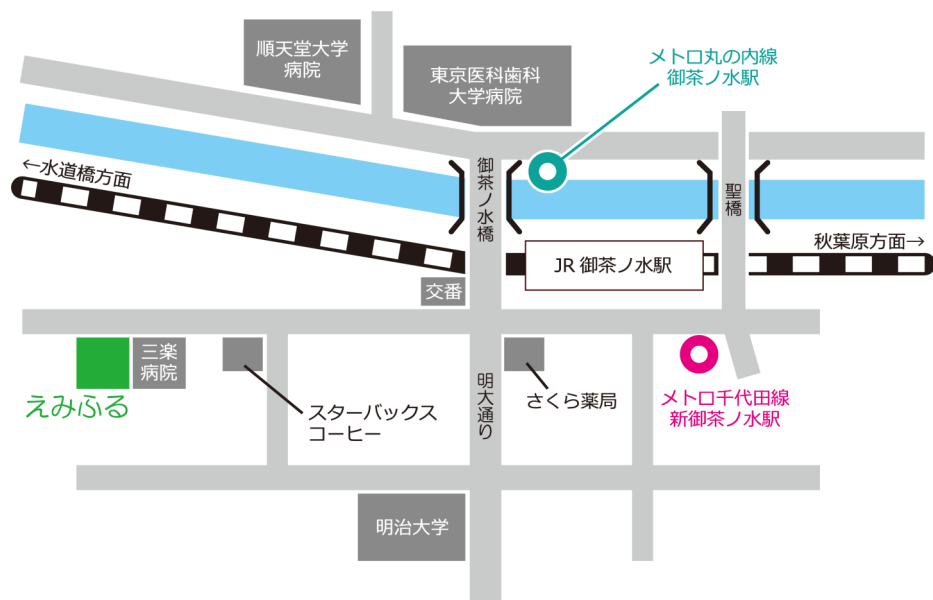 順天堂大学
病院
東京医科歯科
大学病院
メトロ丸の内線
御茶ノ水駅
←水道橋方面
御茶ノ水橋
聖橋
秋葉原方面→
JR 御茶ノ水駅
交番
三楽
病院
えみふる
スターバックス
コーヒー
明大通り
さくら薬局
メトロ千代田線
新御茶ノ水駅
明治大学